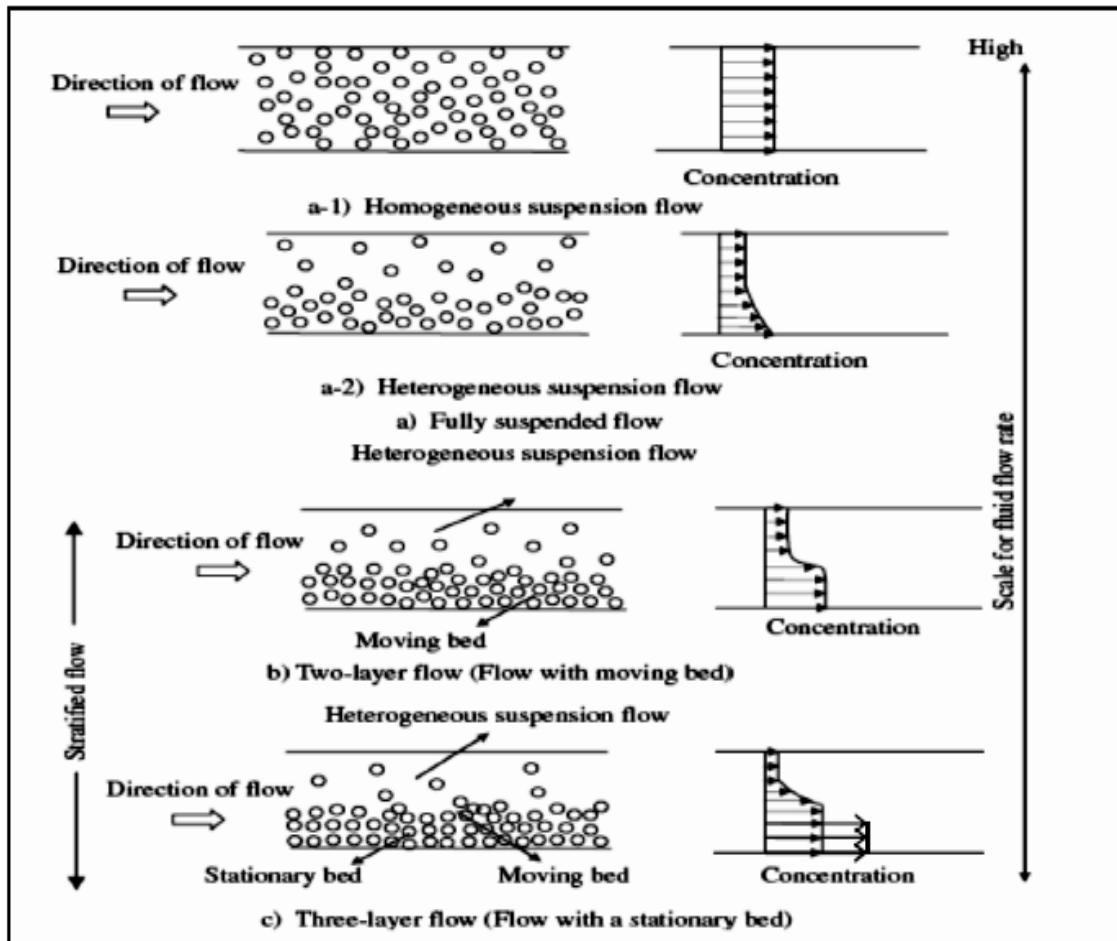 High
Direction of flow
Concentration
a-1) Homogeneous suspension flow
Direction of flow
Concentration
a-2) Heterogeneous suspension flow
a) Fully suspended flow
Heterogeneous suspension flow
Direction of flow
Moving bed
Concentration
b) Two-layer flow (Flow with moving bed)
Heterogeneous suspension flow
Direction of flow
Stationary bed
Moving bed
Concentration
c) Three-layer flow (Flow with a stationary bed)
Stratified flow
Scale for fluid flow rate